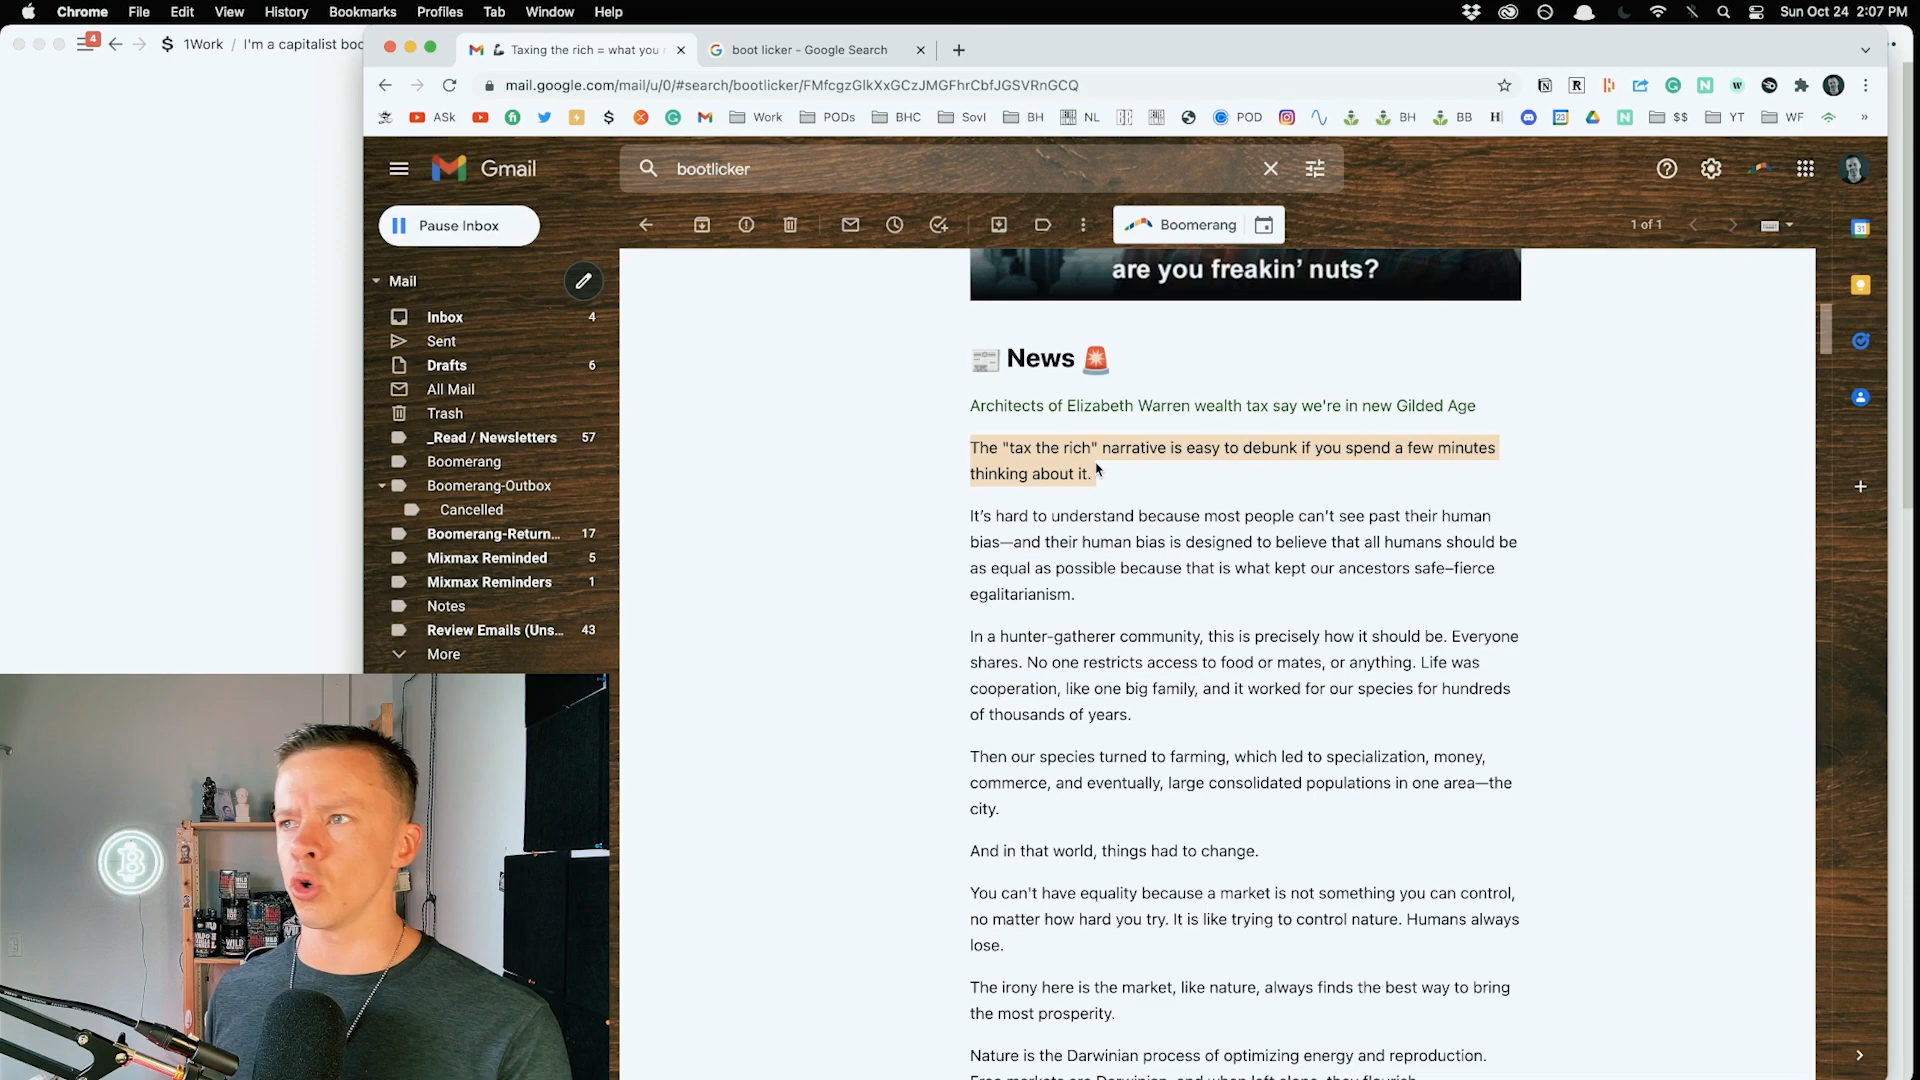 Chrome File Edit View History Bookmarks Profiles Tab Window Help
Sun Oct 24 2:07 PM
4
$ 1Work / I'm a capitalist boo
Taxing the rich = what you
boot licker - Google Search
mail.google.com/mail/u/0/#search/bootlicker/FMfcgzGlkXxGCzJMGFhrCbfJGSVRnGCQ
ASk $ Work PODs BHC SovI BH NL POD BH BB H $$ YT WF »
Gmail
bootlicker
Pause Inbox
Boomerang
1 of 1
Mail
Inbox 4
Sent
Drafts 6
All Mail
Trash
_Read / Newsletters 57
Boomerang
Boomerang-Outbox
Cancelled
Boomerang-Return... 17
Mixmax Reminded 5
Mixmax Reminders 1
Notes
Review Emails (Uns... 43
More
are you freakin' nuts?
News
Architects of Elizabeth Warren wealth tax say we're in new Gilded Age
The "tax the rich" narrative is easy to debunk if you spend a few minutes
thinking about it.
It's hard to understand because most people can't see past their human
bias—and their human bias is designed to believe that all humans should be
as equal as possible because that is what kept our ancestors safe–fierce
egalitarianism.
In a hunter-gatherer community, this is precisely how it should be. Everyone
shares. No one restricts access to food or mates, or anything. Life was
cooperation, like one big family, and it worked for our species for hundreds
of thousands of years.
Then our species turned to farming, which led to specialization, money,
commerce, and eventually, large consolidated populations in one area—the
city.
And in that world, things had to change.
You can't have equality because a market is not something you can control,
no matter how hard you try. It is like trying to control nature. Humans always
lose.
The irony here is the market, like nature, always finds the best way to bring
the most prosperity.
Nature is the Darwinian process of optimizing energy and reproduction.
Free markets are Darwinian, and when left alone, they flourish.